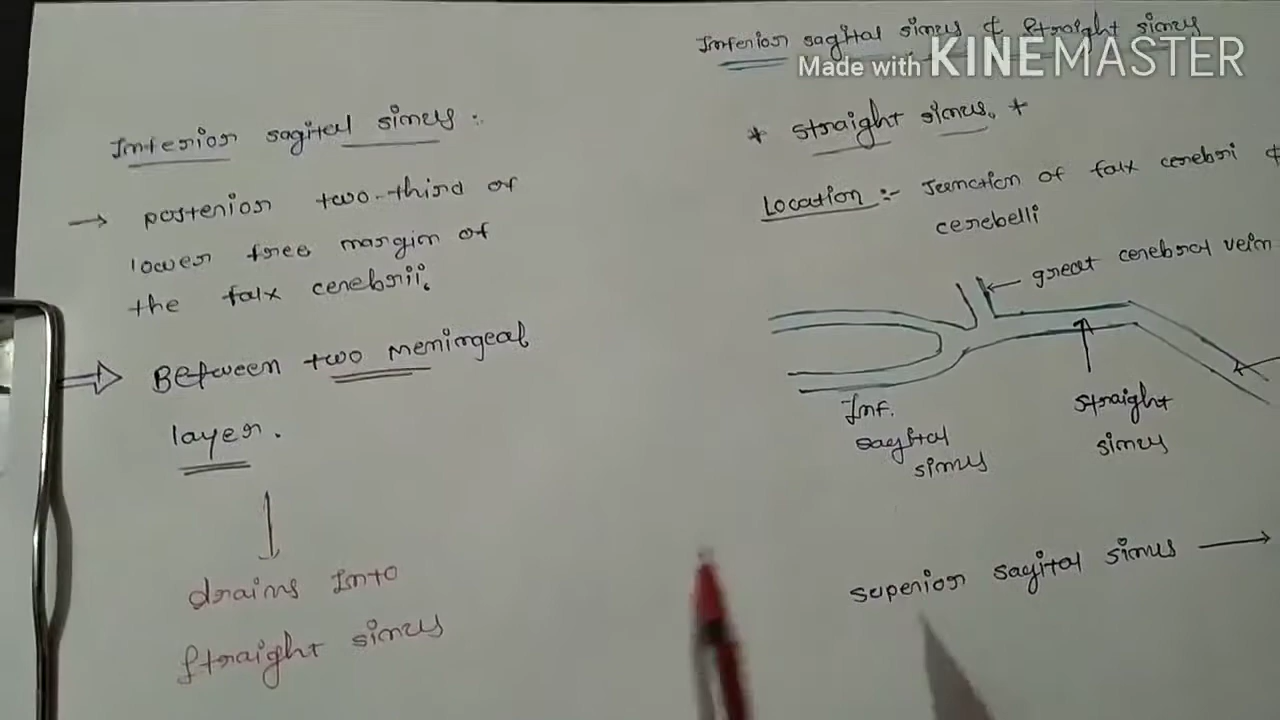 Inferior sagital sinus & straight sinus
Made with KINEMASTER
Inferior sagital sinus :
→ posterior two-third of
lower free margin of
the falx cerebrii.
⇒ Between two meningeal
layer.
↓
drains Into
straight sinus
* straight sinus. *
Location :- Junction of falx cerebri &
cerebelli
great cerebral vein
Inf.
sagital
sinus
straight
sinus
superior sagital sinus →